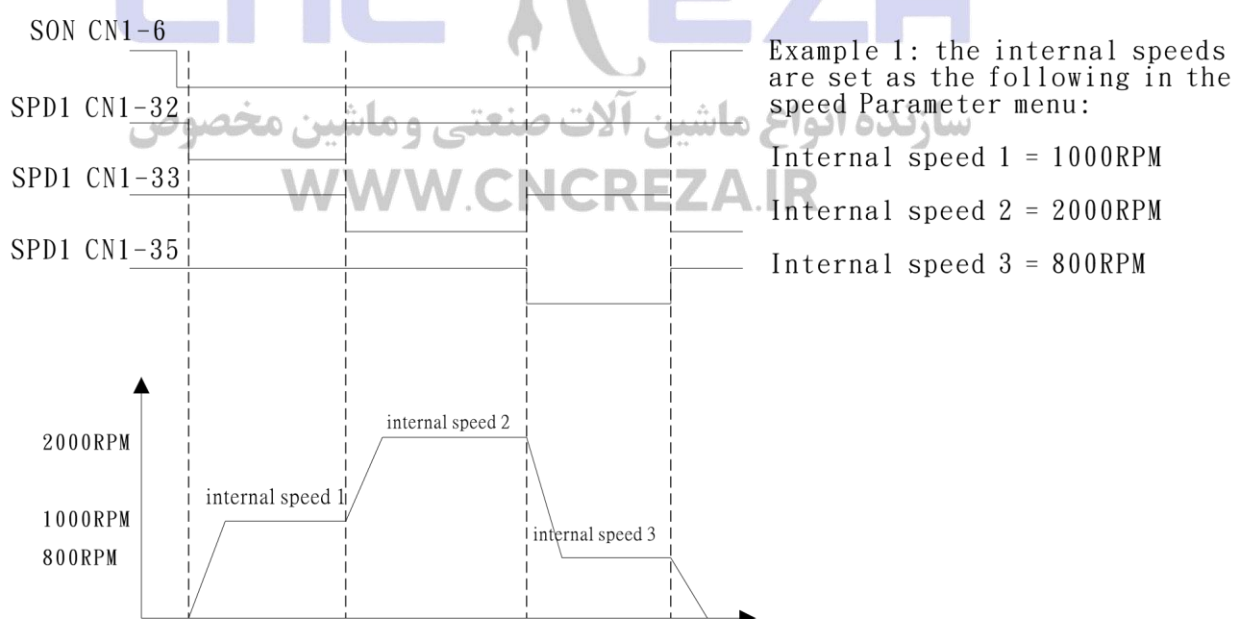 CNC REZA
SON CN1-6
SPD1 CN1-32
SPD1 CN1-33
SPD1 CN1-35
Example 1: the internal speeds
are set as the following in the
speed Parameter menu:
Internal speed 1 = 1000RPM
Internal speed 2 = 2000RPM
Internal speed 3 = 800RPM
سازنده انواع ماشین آلات صنعتی و ماشین مخصوص
WWW.CNCREZA.IR
2000RPM
1000RPM
800RPM
internal speed 1
internal speed 2
internal speed 3